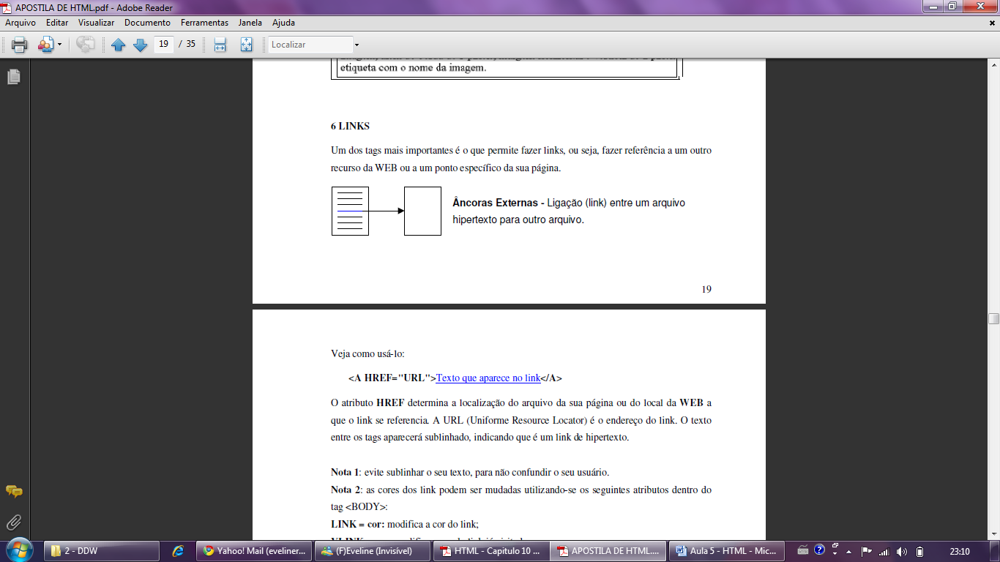 APOSTILA DE HTML.pdf - Adobe Reader
Arquivo Editar Visualizar Documento Ferramentas Janela Ajuda
19 / 35 Localizar
etiqueta com o nome da imagem.
6 LINKS
Um dos tags mais importantes é o que permite fazer links, ou seja, fazer referência a um outro
recurso da WEB ou a um ponto específico da sua página.
Âncoras Externas - Ligação (link) entre um arquivo
hipertexto para outro arquivo.
19
Veja como usá-lo:
<A HREF="URL">Texto que aparece no link</A>
O atributo HREF determina a localização do arquivo da sua página ou do local da WEB a
que o link se referencia. A URL (Uniforme Resource Locator) é o endereço do link. O texto
entre os tags aparecerá sublinhado, indicando que é um link de hipertexto.
Nota 1: evite sublinhar o seu texto, para não confundir o seu usuário.
Nota 2: as cores dos link podem ser mudadas utilizando-se os seguintes atributos dentro do
tag <BODY>:
LINK = cor: modifica a cor do link;
2 - DDW Yahoo! Mail (eveliner... (F)Eveline (Invisível) HTML - Capitulo 10 ... APOSTILA DE HTML.... Aula 5 - HTML - Mic... 23:10